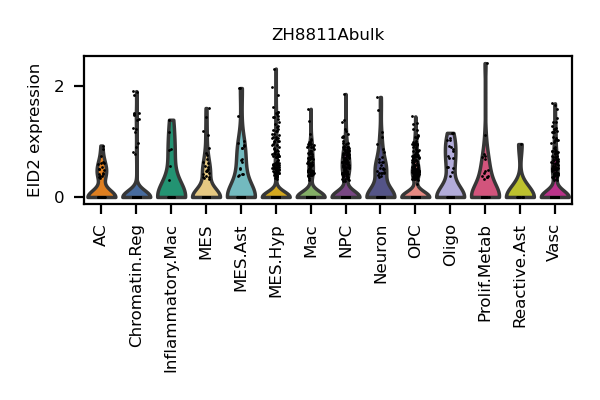 ZH8811Abulk
EID2 expression
2
0
AC
Chromatin.Reg
Inflammatory.Mac
MES
MES.Ast
MES.Hyp
Mac
NPC
Neuron
OPC
Oligo
Prolif.Metab
Reactive.Ast
Vasc